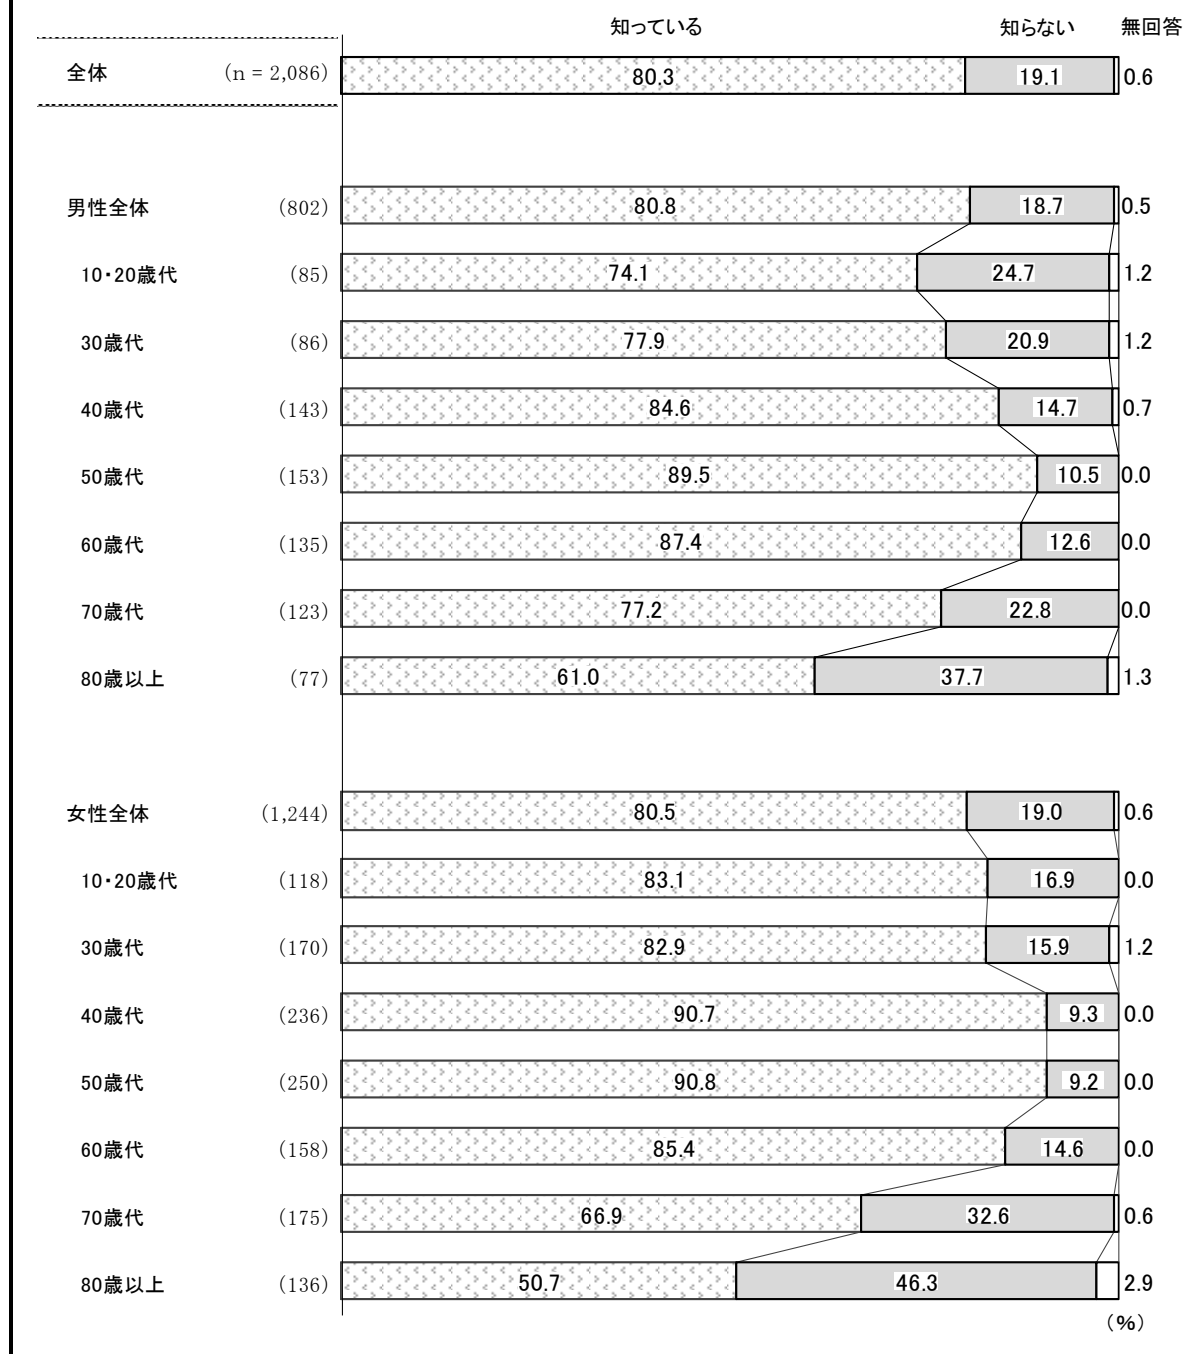 知っている 知らない 無回答
全体 (n = 2,086) 80.3 19.1 0.6
男性全体 (802) 80.8 18.7 0.5
10・20歳代 (85) 74.1 24.7 1.2
30歳代 (86) 77.9 20.9 1.2
40歳代 (143) 84.6 14.7 0.7
50歳代 (153) 89.5 10.5 0.0
60歳代 (135) 87.4 12.6 0.0
70歳代 (123) 77.2 22.8 0.0
80歳以上 (77) 61.0 37.7 1.3
女性全体 (1,244) 80.5 19.0 0.6
10・20歳代 (118) 83.1 16.9 0.0
30歳代 (170) 82.9 15.9 1.2
40歳代 (236) 90.7 9.3 0.0
50歳代 (250) 90.8 9.2 0.0
60歳代 (158) 85.4 14.6 0.0
70歳代 (175) 66.9 32.6 0.6
80歳以上 (136) 50.7 46.3 2.9
(%)